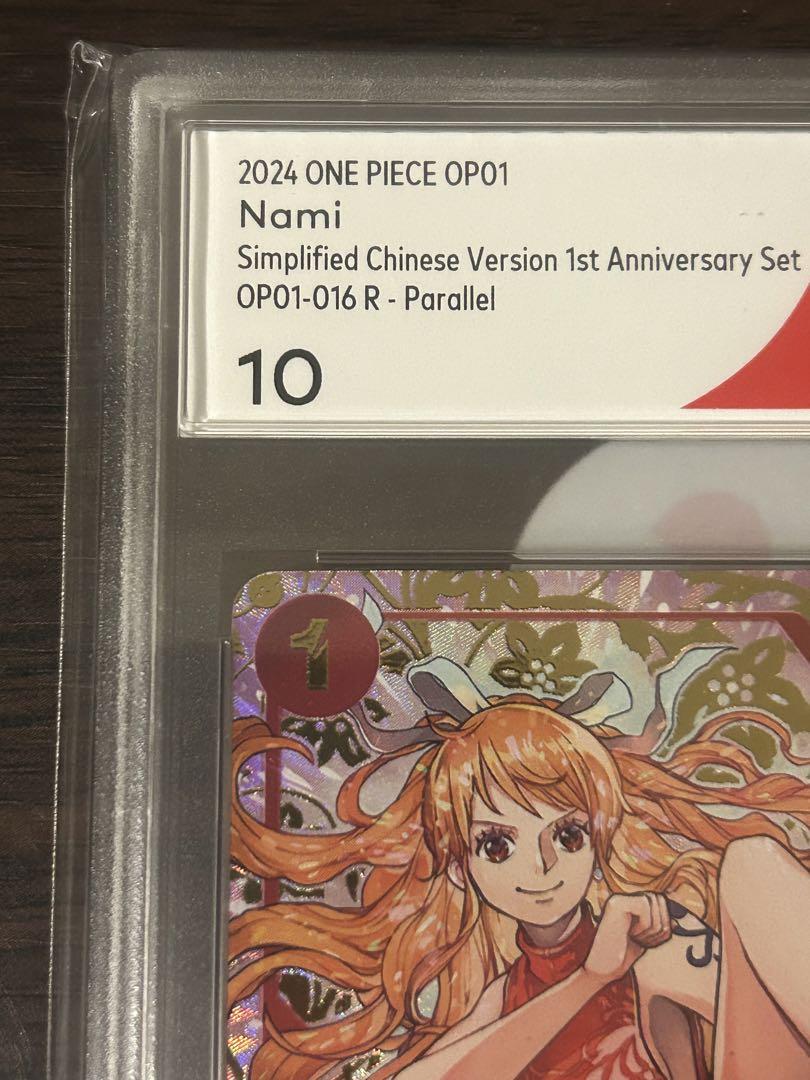 2024 ONE PIECE OP01
Nami
Simplified Chinese Version 1st Anniversary Set
OP01-016 R - Parallel
10
1